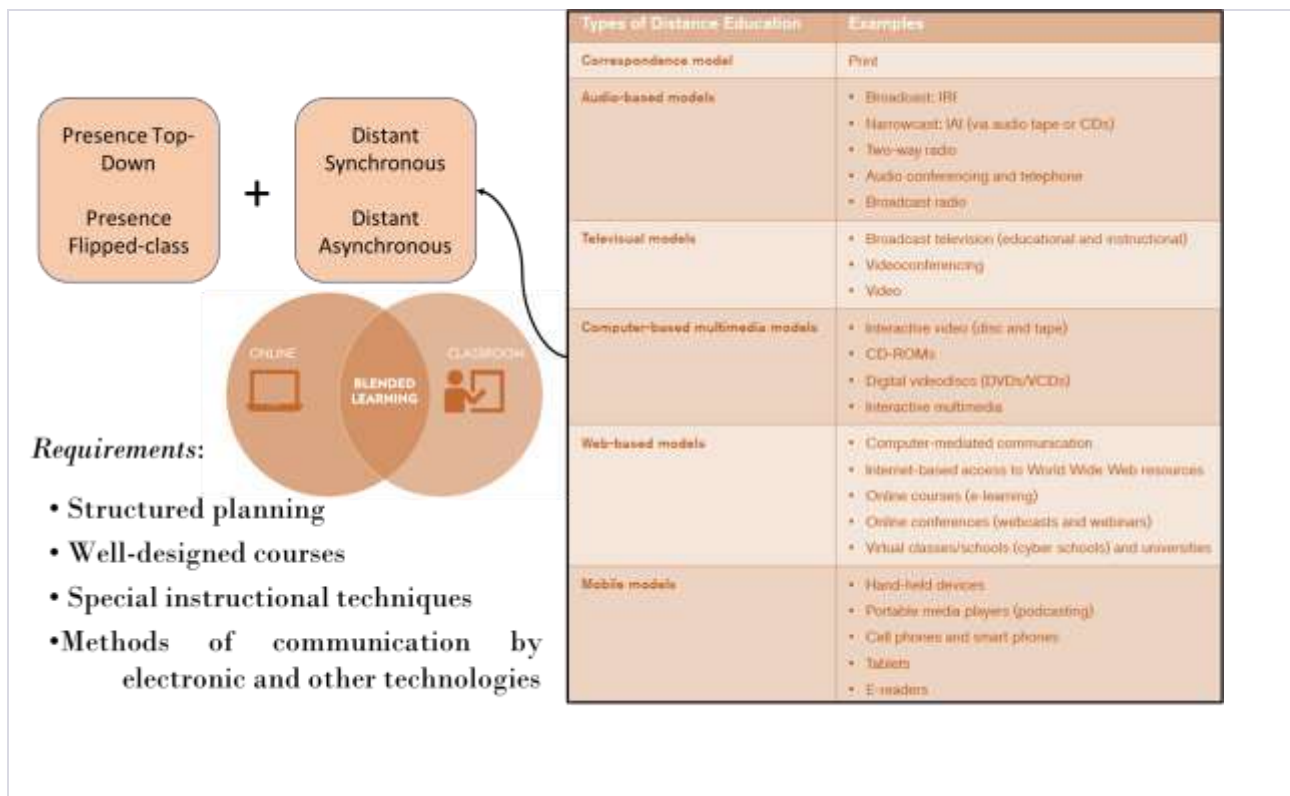 Presence Top-
Down
Presence
Flipped-class
+
Distant
Synchronous
Distant
Asynchronous
ONLINE
CLASSROOM
BLENDED
LEARNING
Requirements:
• Structured planning
• Well-designed courses
• Special instructional techniques
•Methods of communication by
electronic and other technologies
Types of Distance Education Examples
Correspondence model Print
Audio-based models • Broadcast: IRI
• Narrowcast: IAI (via audio tape or CDs)
• Two-way radio
• Audio conferencing and telephone
• Broadcast radio
Televisual models • Broadcast television (educational and instructional)
• Videoconferencing
• Video
Computer-based multimedia models • Interactive video (disc and tape)
• CD-ROMs
• Digital videodiscs (DVDs/VCDs)
• Interactive multimedia
Web-based models • Computer-mediated communication
• Internet-based access to World Wide Web resources
• Online courses (e-learning)
• Online conferences (webcasts and webinars)
• Virtual classes/schools (cyber schools) and universities
Mobile models • Hand-held devices
• Portable media players (podcasting)
• Cell phones and smart phones
• Tablets
• E-readers